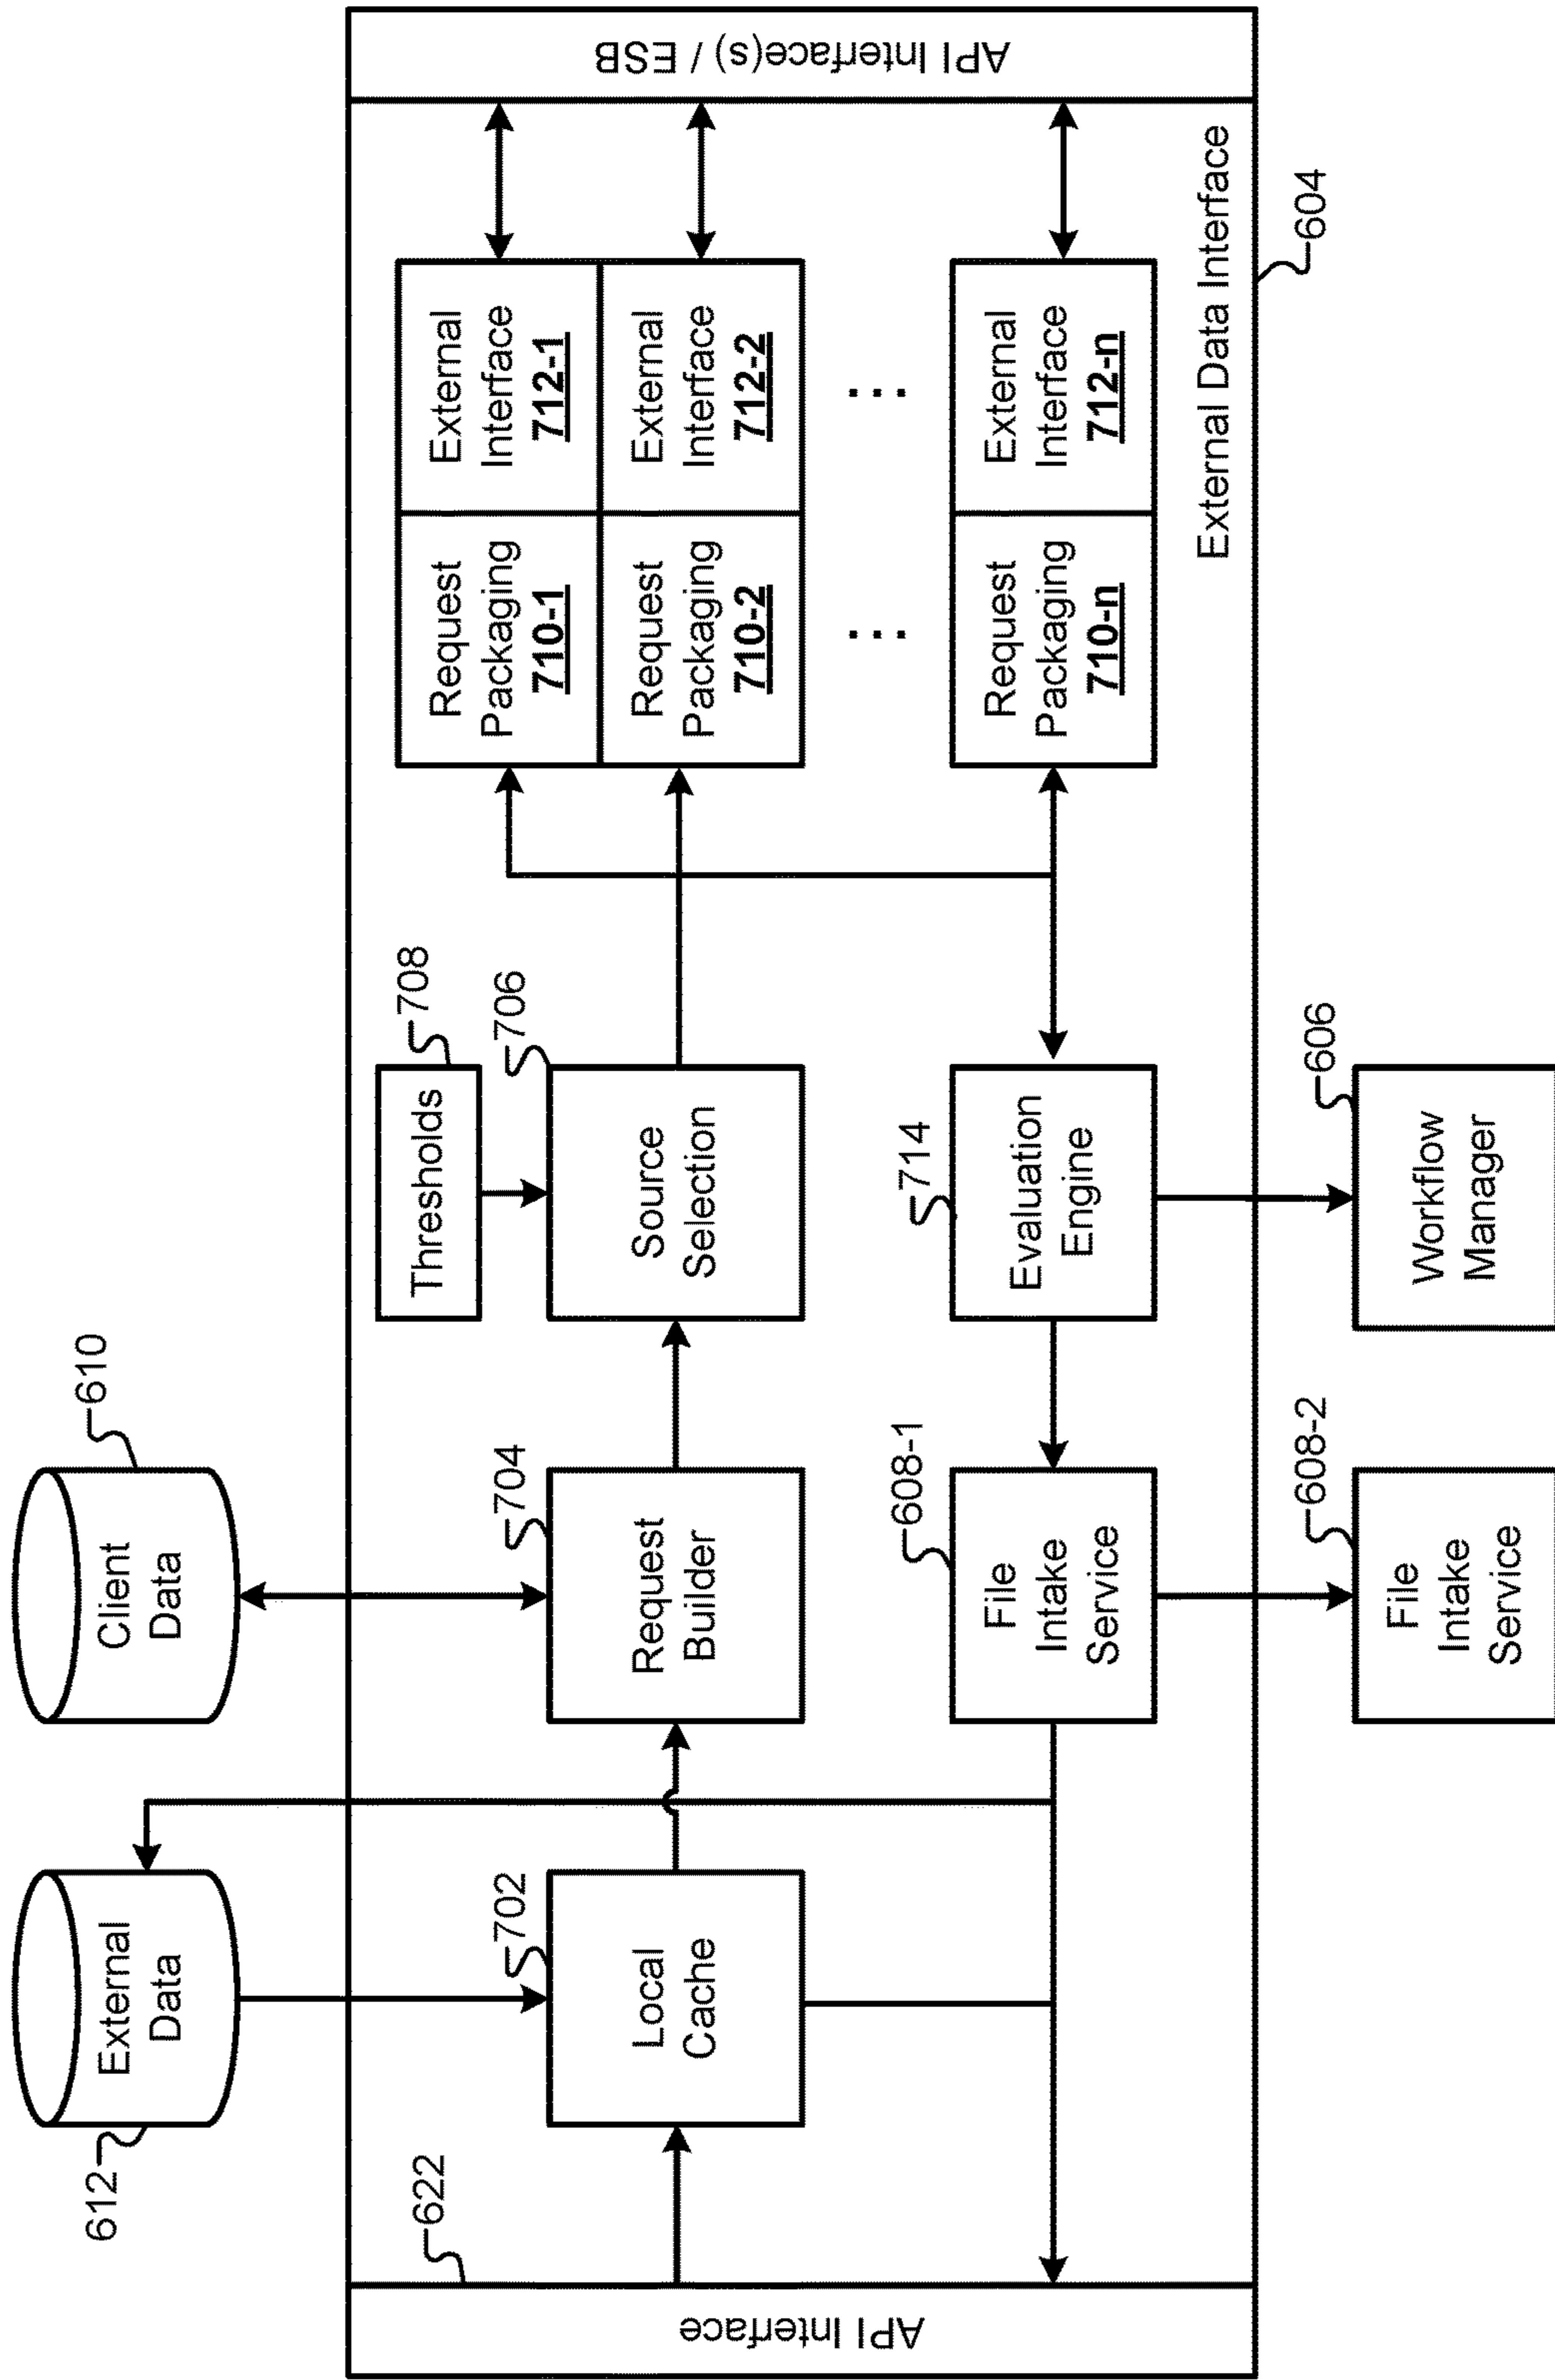 612
External
Data
Client
Data
610
622
API Interface
702
Local
Cache
704
Request
Builder
Thresholds
708
706
Source
Selection
Request
Packaging
710-1
External
Interface
712-1
Request
Packaging
710-2
External
Interface
712-2
...
...
Request
Packaging
710-n
External
Interface
712-n
API Interface(s) / ESB
608-1
File
Intake
Service
714
Evaluation
Engine
External Data Interface
604
608-2
File
Intake
Service
606
Workflow
Manager